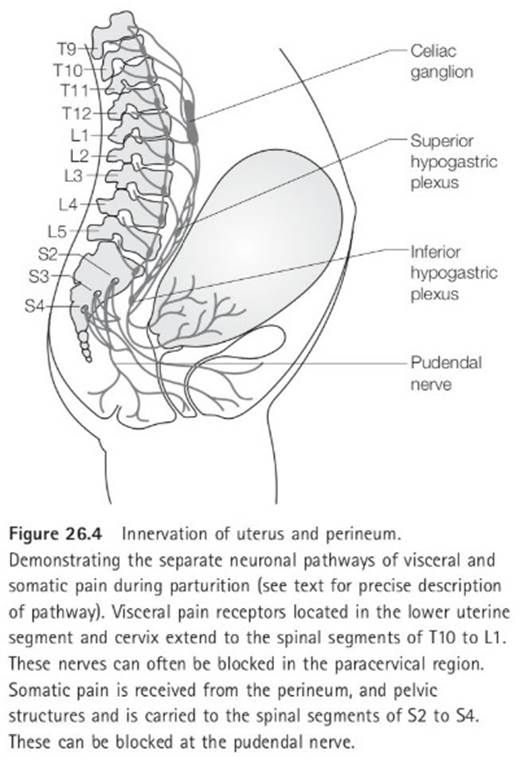 T9
T10
T11
T12
L1
L2
L3
L4
L5
S2
S3
S4
Celiac
ganglion
Superior
hypogastric
plexus
Inferior
hypogastric
plexus
Pudendal
nerve
Figure 26.4 Innervation of uterus and perineum.
Demonstrating the separate neuronal pathways of visceral and
somatic pain during parturition (see text for precise description
of pathway). Visceral pain receptors located in the lower uterine
segment and cervix extend to the spinal segments of T10 to L1.
These nerves can often be blocked in the paracervical region.
Somatic pain is received from the perineum, and pelvic
structures and is carried to the spinal segments of S2 to S4.
These can be blocked at the pudendal nerve.